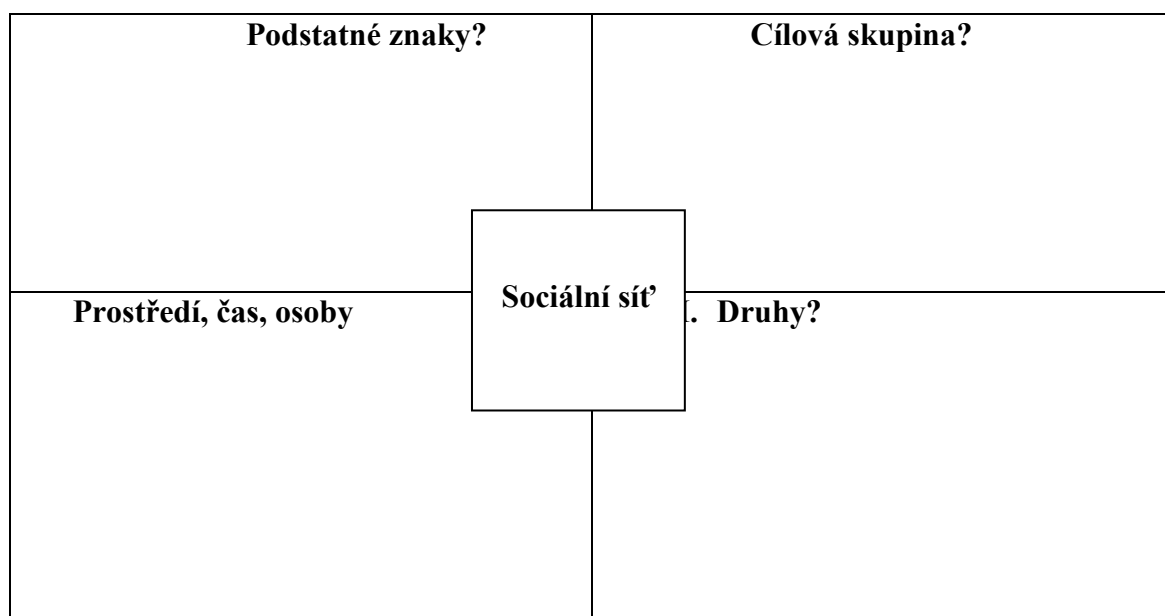 Podstatné znaky?
Cílová skupina?
Sociální síť
Prostředí, čas, osoby
Druhy?